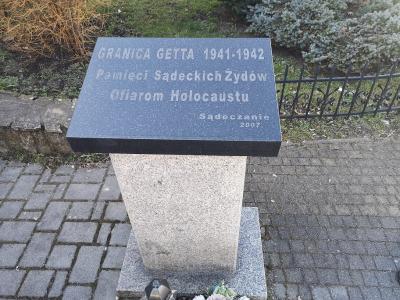 GRANICA GETTA 1941-1942
Pamięci Sądeckich Żydów
Ofiarom Holocaustu
Sądeczanie
2007.